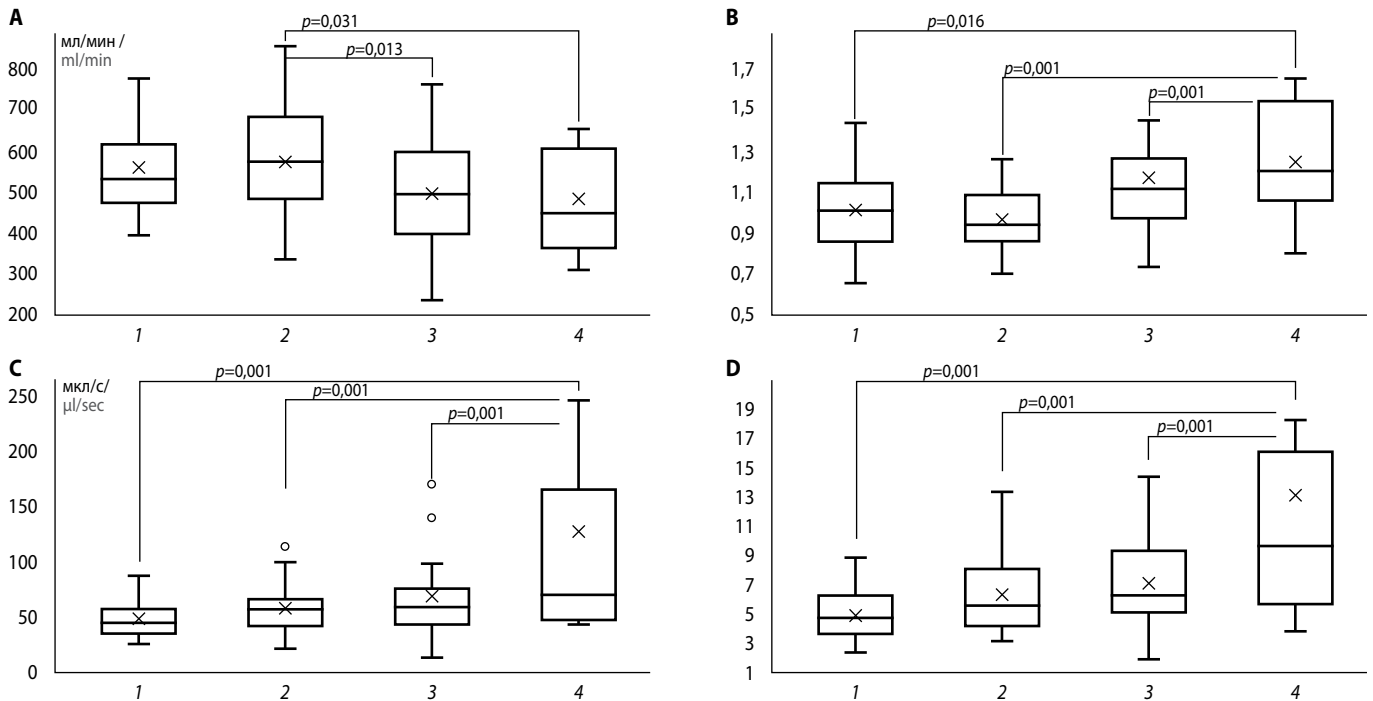 A
мл/мин /
ml/min
p=0,031
p=0,013
800
700
600
500
400
300
200
1 2 3 4
B
p=0,016
p=0,001
p=0,001
1,7
1,5
1,3
1,1
0,9
0,7
0,5
1 2 3 4
C
мкл/с/
µl/sec
p=0,001
p=0,001
p=0,001
250
200
150
100
50
0
1 2 3 4
D
p=0,001
p=0,001
p=0,001
19
17
15
13
11
9
7
5
3
1
1 2 3 4